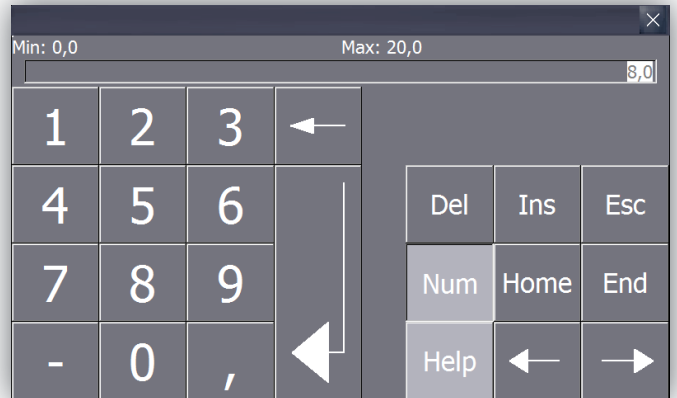 Min: 0,0 Max: 20,0
8,0
1 2 3
4 5 6 Del Ins Esc
7 8 9 Num Home End
- 0 , Help